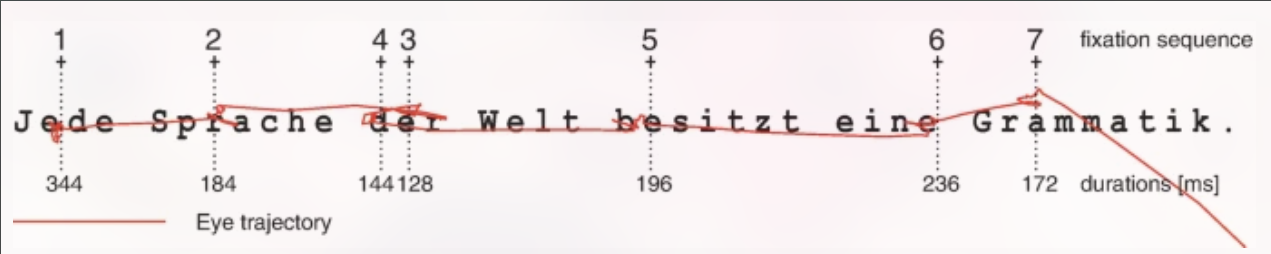 1 2 4 3 5 6 7 fixation sequence
Jede Sprache der Welt besitzt eine Grammatik.
344 184 144 128 196 236 172 durations [ms]
Eye trajectory